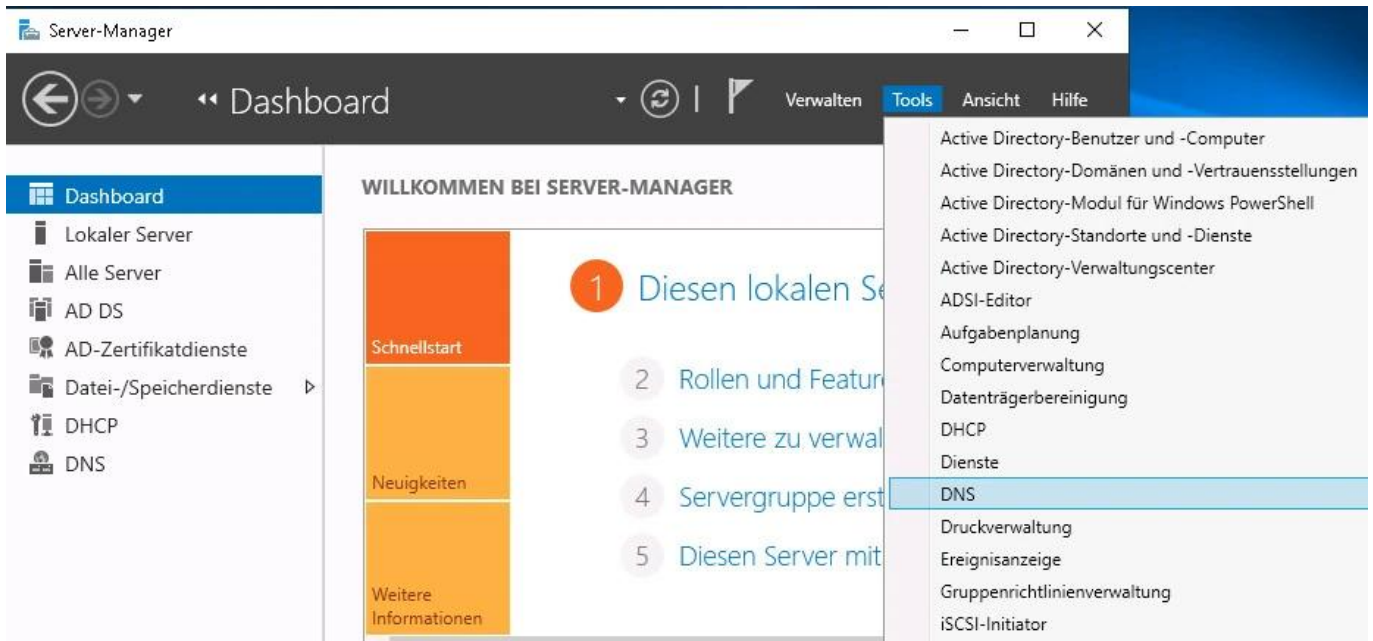 Server-Manager
Dashboard
Verwalten Tools Ansicht Hilfe
Dashboard
Lokaler Server
Alle Server
AD DS
AD-Zertifikatdienste
Datei-/Speicherdienste
DHCP
DNS
WILLKOMMEN BEI SERVER-MANAGER
Schnellstart
Neuigkeiten
Weitere
Informationen
1 Diesen lokalen
2 Rollen und
3 Weitere zu
4 Servergruppe
5 Diesen Server mit
Active Directory-Benutzer und -Computer
Active Directory-Domänen und -Vertrauensstellungen
Active Directory-Modul für Windows PowerShell
Active Directory-Standorte und -Dienste
Active Directory-Verwaltungscenter
ADSI-Editor
Aufgabenplanung
Computerverwaltung
Datenträgerbereinigung
DHCP
Dienste
DNS
Druckverwaltung
Ereignisanzeige
Gruppenrichtlinienverwaltung
iSCSI-Initiator